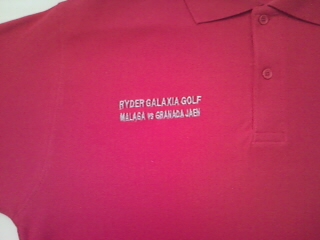 RYDER GALAXIA GOLF
MALAGA vs GRANADA JAEN